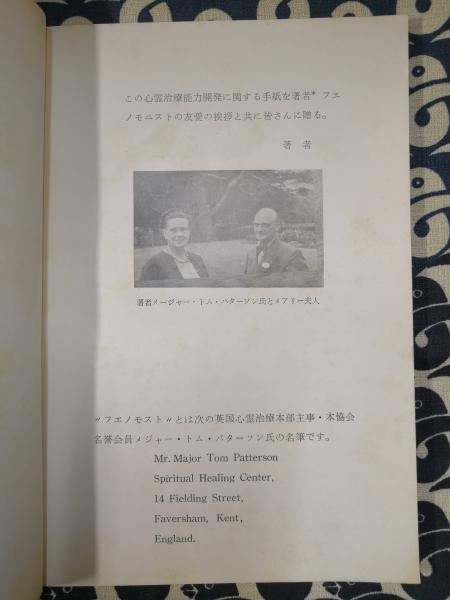 この心霊治療能力開発に関する手紙を著者* フエ
ノモニストの友愛の挨拶と共に皆さんに贈る。
著者
著者メージャー・トム・パターソン氏とメアリー夫人
〃フエノモスト〃とは次の英国心霊治療本部主事・本協会
名誉会員メジャー・トム・パターソン氏の名筆です。
Mr. Major Tom Patterson
Spiritual Healing Center,
14 Fielding Street,
Faversham, Kent,
England.